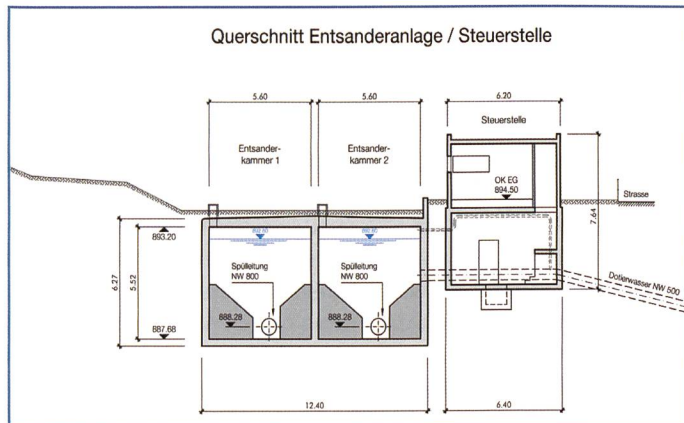 Querschnitt Entsanderanlage / Steuerstelle
5.60
5.60
6.20
Steuerstelle
Entsander-
kammer 1
Entsander-
kammer 2
OK EG
894.50
Strasse
7.64
893.20
6.27
5.52
Spülleitung
NW 800
Spülleitung
NW 800
888.28
888.28
887.68
Dotierwasser NW 500
12.40
6.40